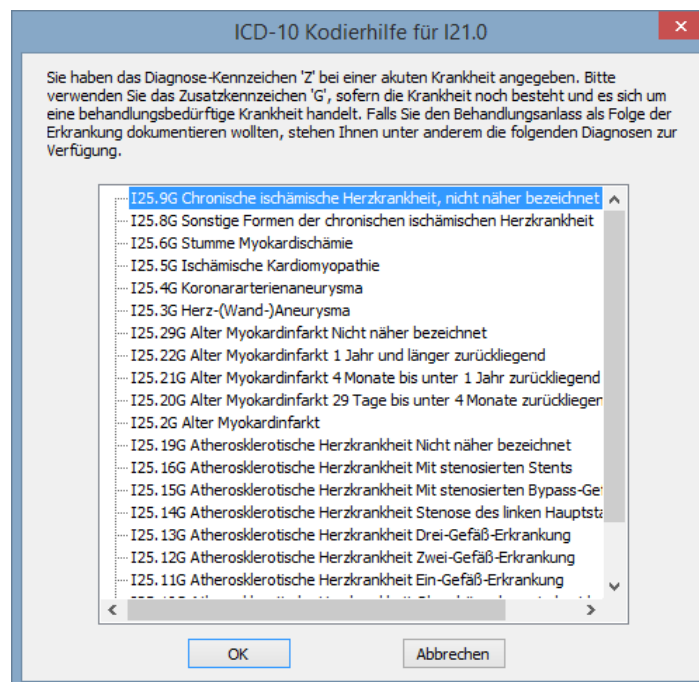 ICD-10 Kodierhilfe für I21.0
Sie haben das Diagnose-Kennzeichen 'Z' bei einer akuten Krankheit angegeben. Bitte
verwenden Sie das Zusatzkennzeichen 'G', sofern die Krankheit noch besteht und es sich um
eine behandlungsbedürftige Krankheit handelt. Falls Sie den Behandlungsanlass als Folge der
Erkrankung dokumentieren wollten, stehen Ihnen unter anderem die folgenden Diagnosen zur
Verfügung.
I25.9G Chronische ischämische Herzkrankheit, nicht näher bezeichnet
I25.8G Sonstige Formen der chronischen ischämischen Herzkrankheit
I25.6G Stumme Myokardischämie
I25.5G Ischämische Kardiomyopathie
I25.4G Koronararterienaneurysma
I25.3G Herz-(Wand-)Aneurysma
I25.29G Alter Myokardinfarkt Nicht näher bezeichnet
I25.22G Alter Myokardinfarkt 1 Jahr und länger zurückliegend
I25.21G Alter Myokardinfarkt 4 Monate bis unter 1 Jahr zurückliegend
I25.20G Alter Myokardinfarkt 29 Tage bis unter 4 Monate zurückliegen
I25.2G Alter Myokardinfarkt
I25.19G Atherosklerotische Herzkrankheit Nicht näher bezeichnet
I25.16G Atherosklerotische Herzkrankheit Mit stenosierten Stents
I25.15G Atherosklerotische Herzkrankheit Mit stenosierten Bypass-Ge
I25.14G Atherosklerotische Herzkrankheit Stenose des linken Hauptsta
I25.13G Atherosklerotische Herzkrankheit Drei-Gefäß-Erkrankung
I25.12G Atherosklerotische Herzkrankheit Zwei-Gefäß-Erkrankung
I25.11G Atherosklerotische Herzkrankheit Ein-Gefäß-Erkrankung
OK Abbrechen